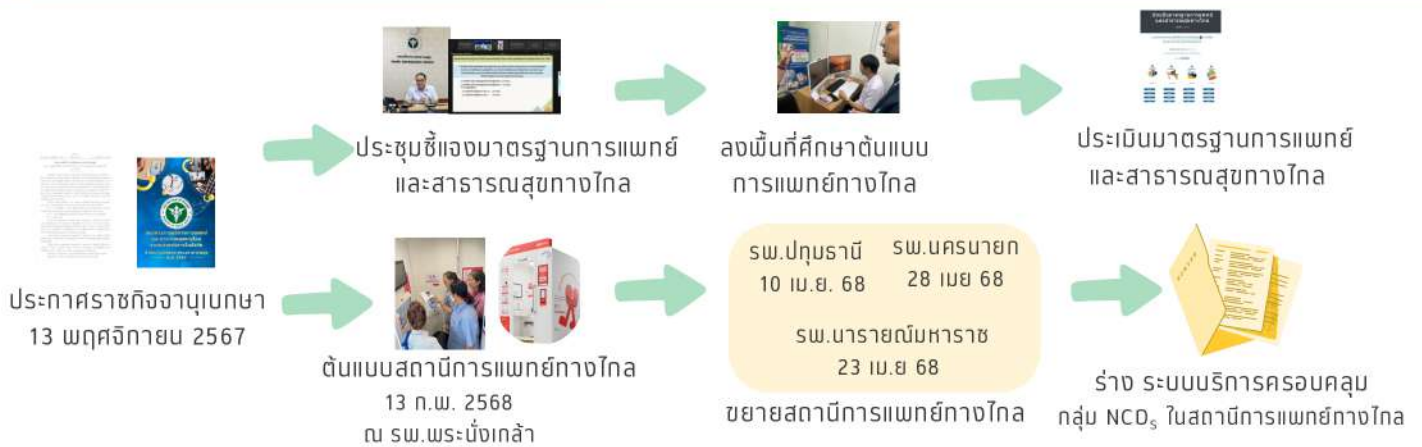 ประกาศราชกิจจานุเบกษา
13 พฤศจิกายน 2567
ประชุมชี้แจงมาตรฐานการแพทย์
และสาธารณสุขทางไกล
ลงพื้นที่ศึกษาต้นแบบ
การแพทย์ทางไกล
ประเมินมาตรฐานการแพทย์
และสาธารณสุขทางไกล
ต้นแบบสถานีการแพทย์ทางไกล
13 ก.พ. 2568
ณ รพ.พระนั่งเกล้า
รพ.ปทุมธานี
10 เม.ย. 68
รพ.นครนายก
28 เมย 68
รพ.นารายณ์มหาราช
23 เม.ย 68
ขยายสถานีการแพทย์ทางไกล
ร่าง ระบบบริการครอบคลุม
กลุ่ม NCDs ในสถานีการแพทย์ทางไกล